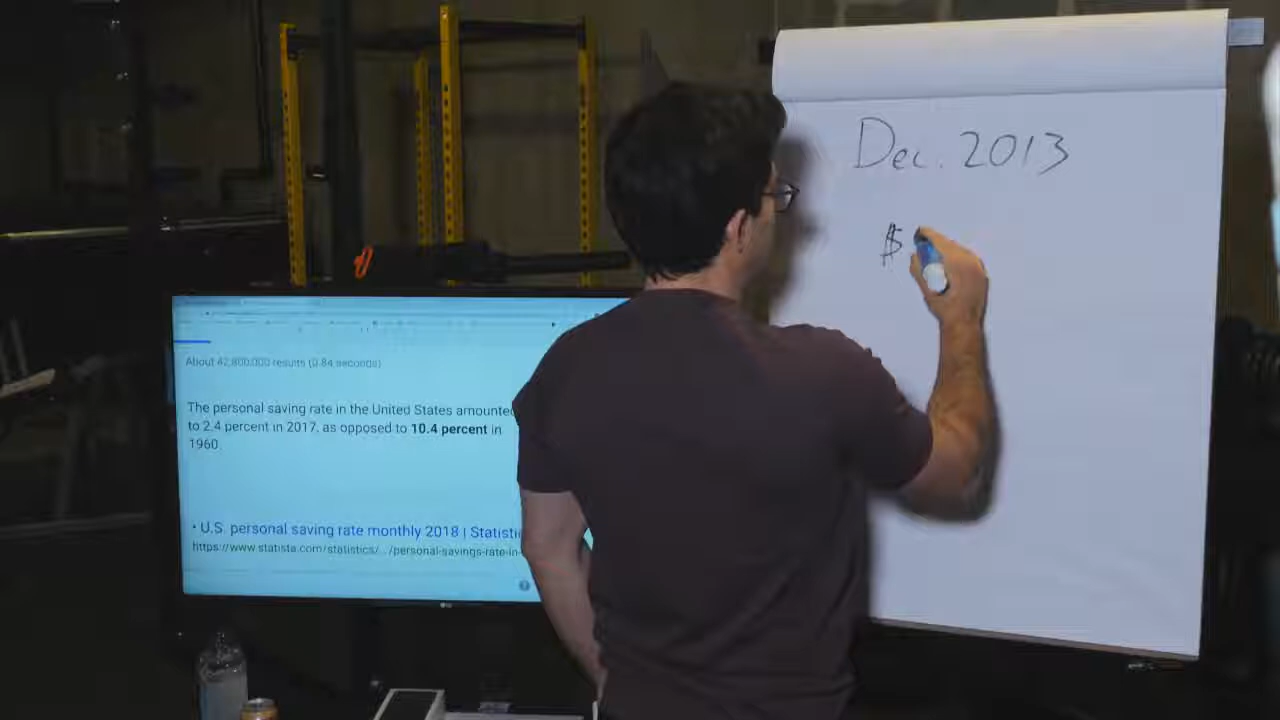 Dec. 2013
$
About 42,800,000 results (0.84 seconds)
The personal saving rate in the United States amounted
to 2.4 percent in 2017, as opposed to 10.4 percent in
1960.
• U.S. personal saving rate monthly 2018 | Statisti
https://www.statista.com/statistics/.../personal-savings-rate-in-
LG